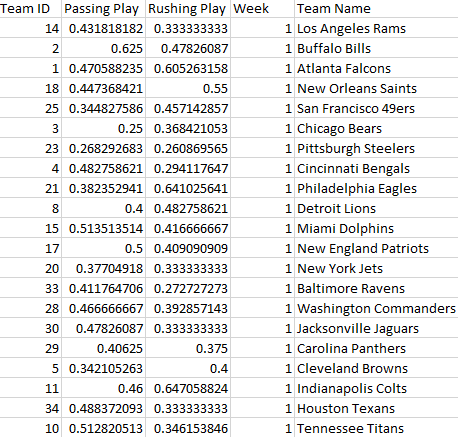 Team ID Passing Play Rushing Play Week Team Name
14 0.431818182 0.333333333 1 Los Angeles Rams
2 0.625 0.47826087 1 Buffalo Bills
1 0.470588235 0.605263158 1 Atlanta Falcons
18 0.447368421 0.55 1 New Orleans Saints
25 0.344827586 0.457142857 1 San Francisco 49ers
3 0.25 0.368421053 1 Chicago Bears
23 0.268292683 0.260869565 1 Pittsburgh Steelers
4 0.482758621 0.294117647 1 Cincinnati Bengals
21 0.382352941 0.641025641 1 Philadelphia Eagles
8 0.4 0.482758621 1 Detroit Lions
15 0.513513514 0.416666667 1 Miami Dolphins
17 0.5 0.409090909 1 New England Patriots
20 0.37704918 0.333333333 1 New York Jets
33 0.411764706 0.272727273 1 Baltimore Ravens
28 0.466666667 0.392857143 1 Washington Commanders
30 0.47826087 0.333333333 1 Jacksonville Jaguars
29 0.40625 0.375 1 Carolina Panthers
5 0.342105263 0.4 1 Cleveland Browns
11 0.46 0.647058824 1 Indianapolis Colts
34 0.488372093 0.333333333 1 Houston Texans
10 0.512820513 0.346153846 1 Tennessee Titans